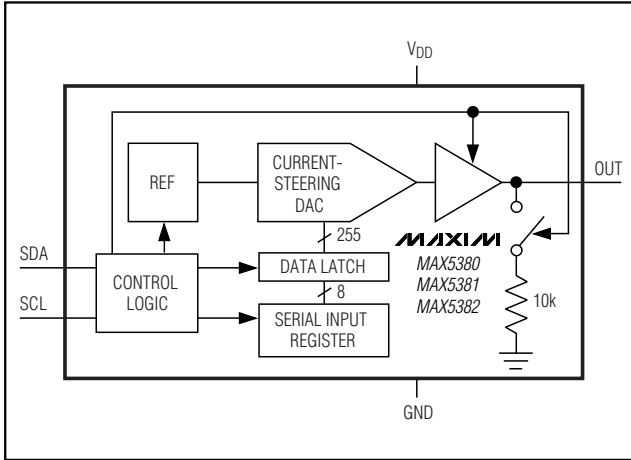 VDD
REF
CURRENT-
STEERING
DAC
OUT
255
SDA
CONTROL
LOGIC
DATA LATCH
MAXIM
MAX5380
MAX5381
MAX5382
8
SCL
SERIAL INPUT
REGISTER
10k
GND